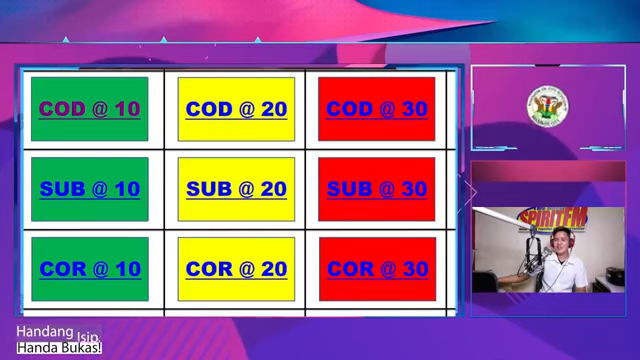 COD @ 10
COD @ 20
COD @ 30
SUB @ 10
SUB @ 20
SUB @ 30
COR @ 10
COR @ 20
COR @ 30
SPIRITFM
Handang Isip,
Handa Bukas!